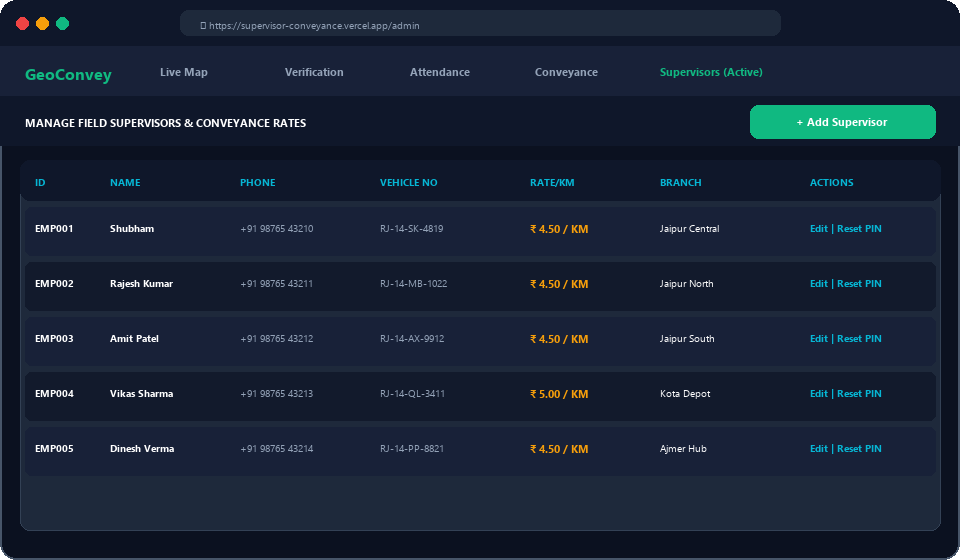 https://supervisor-conveyance.vercel.app/admin
GeoConvey Live Map Verification Attendance Conveyance Supervisors (Active)
MANAGE FIELD SUPERVISORS & CONVEYANCE RATES + Add Supervisor
ID NAME PHONE VEHICLE NO RATE/KM BRANCH ACTIONS
EMP001 Shubham +91 98765 43210 RJ-14-SK-4819 ₹ 4.50 / KM Jaipur Central Edit | Reset PIN
EMP002 Rajesh Kumar +91 98765 43211 RJ-14-MB-1022 ₹ 4.50 / KM Jaipur North Edit | Reset PIN
EMP003 Amit Patel +91 98765 43212 RJ-14-AX-9912 ₹ 4.50 / KM Jaipur South Edit | Reset PIN
EMP004 Vikas Sharma +91 98765 43213 RJ-14-QL-3411 ₹ 5.00 / KM Kota Depot Edit | Reset PIN
EMP005 Dinesh Verma +91 98765 43214 RJ-14-PP-8821 ₹ 4.50 / KM Ajmer Hub Edit | Reset PIN